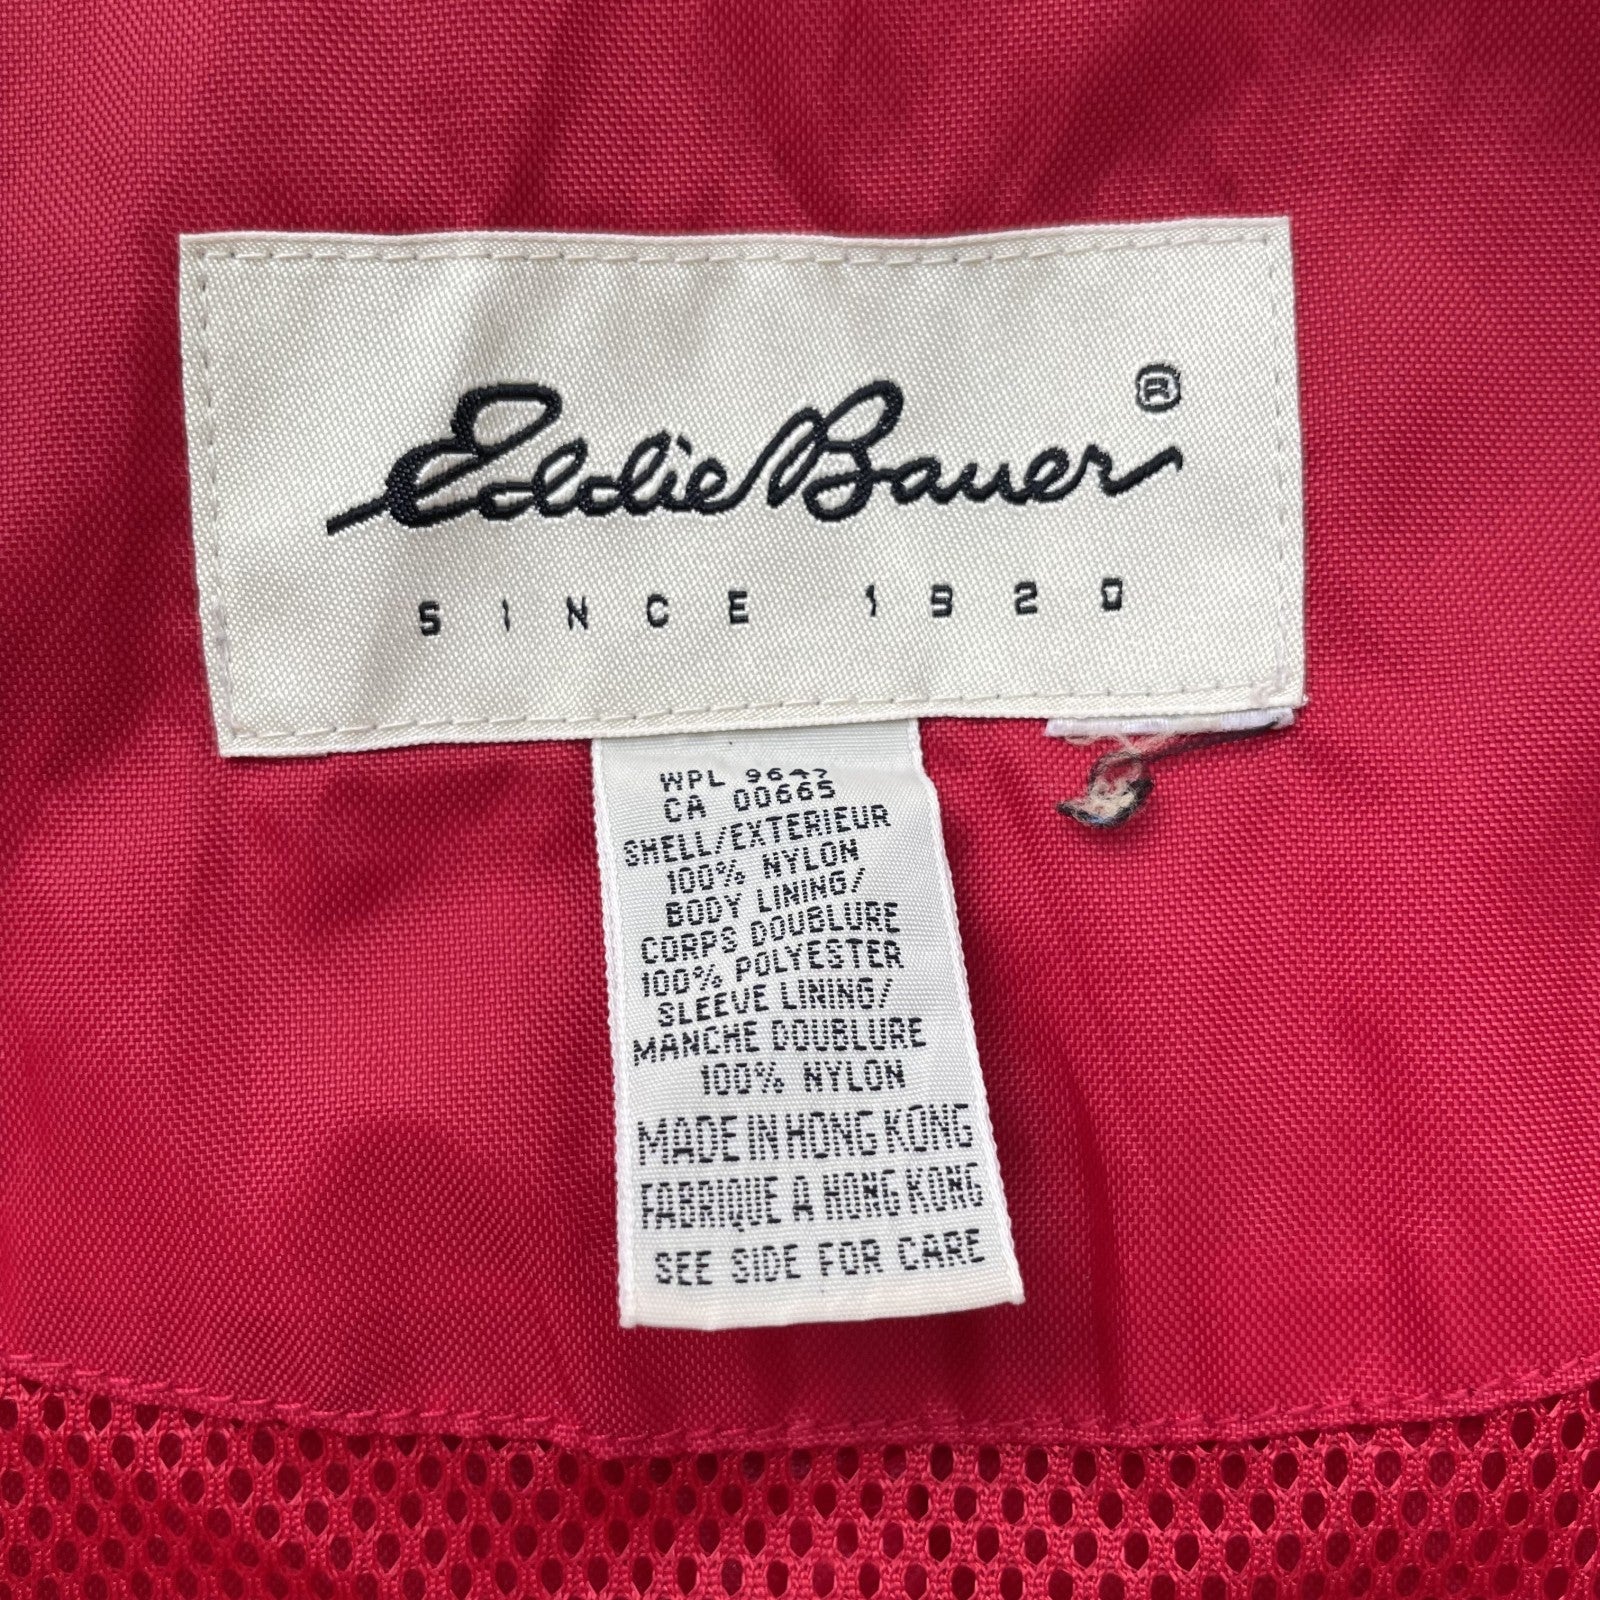 Eddie Bauer ®
SINCE 1920
WPL
CA 00665
SHELL/EXTERIEUR
100% NYLON
BODY LINING/
CORPS DOUBLURE
100% POLYESTER
SLEEVE LINING/
MANCHE DOUBLURE
100% NYLON
MADE IN HONG KONG
FABRIQUE A HONG KONG
SEE SIDE FOR CARE